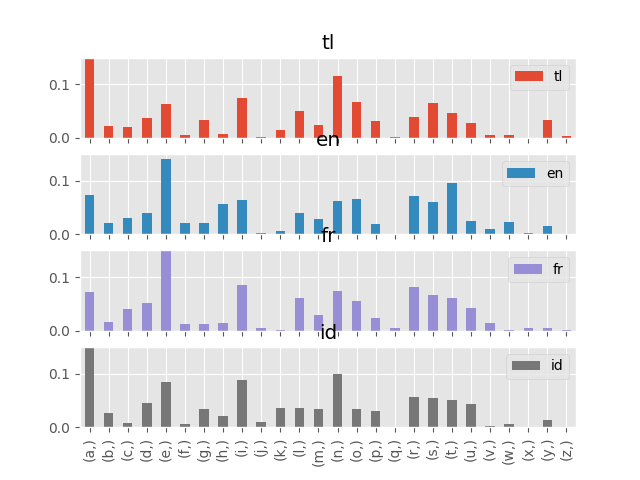 tl
0.1
0.0
tl
en
0.1
0.0
en
fr
0.1
0.0
fr
id
0.1
0.0
id
(a,) (b,) (c,) (d,) (e,) (f,) (g,) (h,) (i,) (j,) (k,) (l,) (m,) (n,) (o,) (p,) (q,) (r,) (s,) (t,) (u,) (v,) (w,) (x,) (y,) (z,)